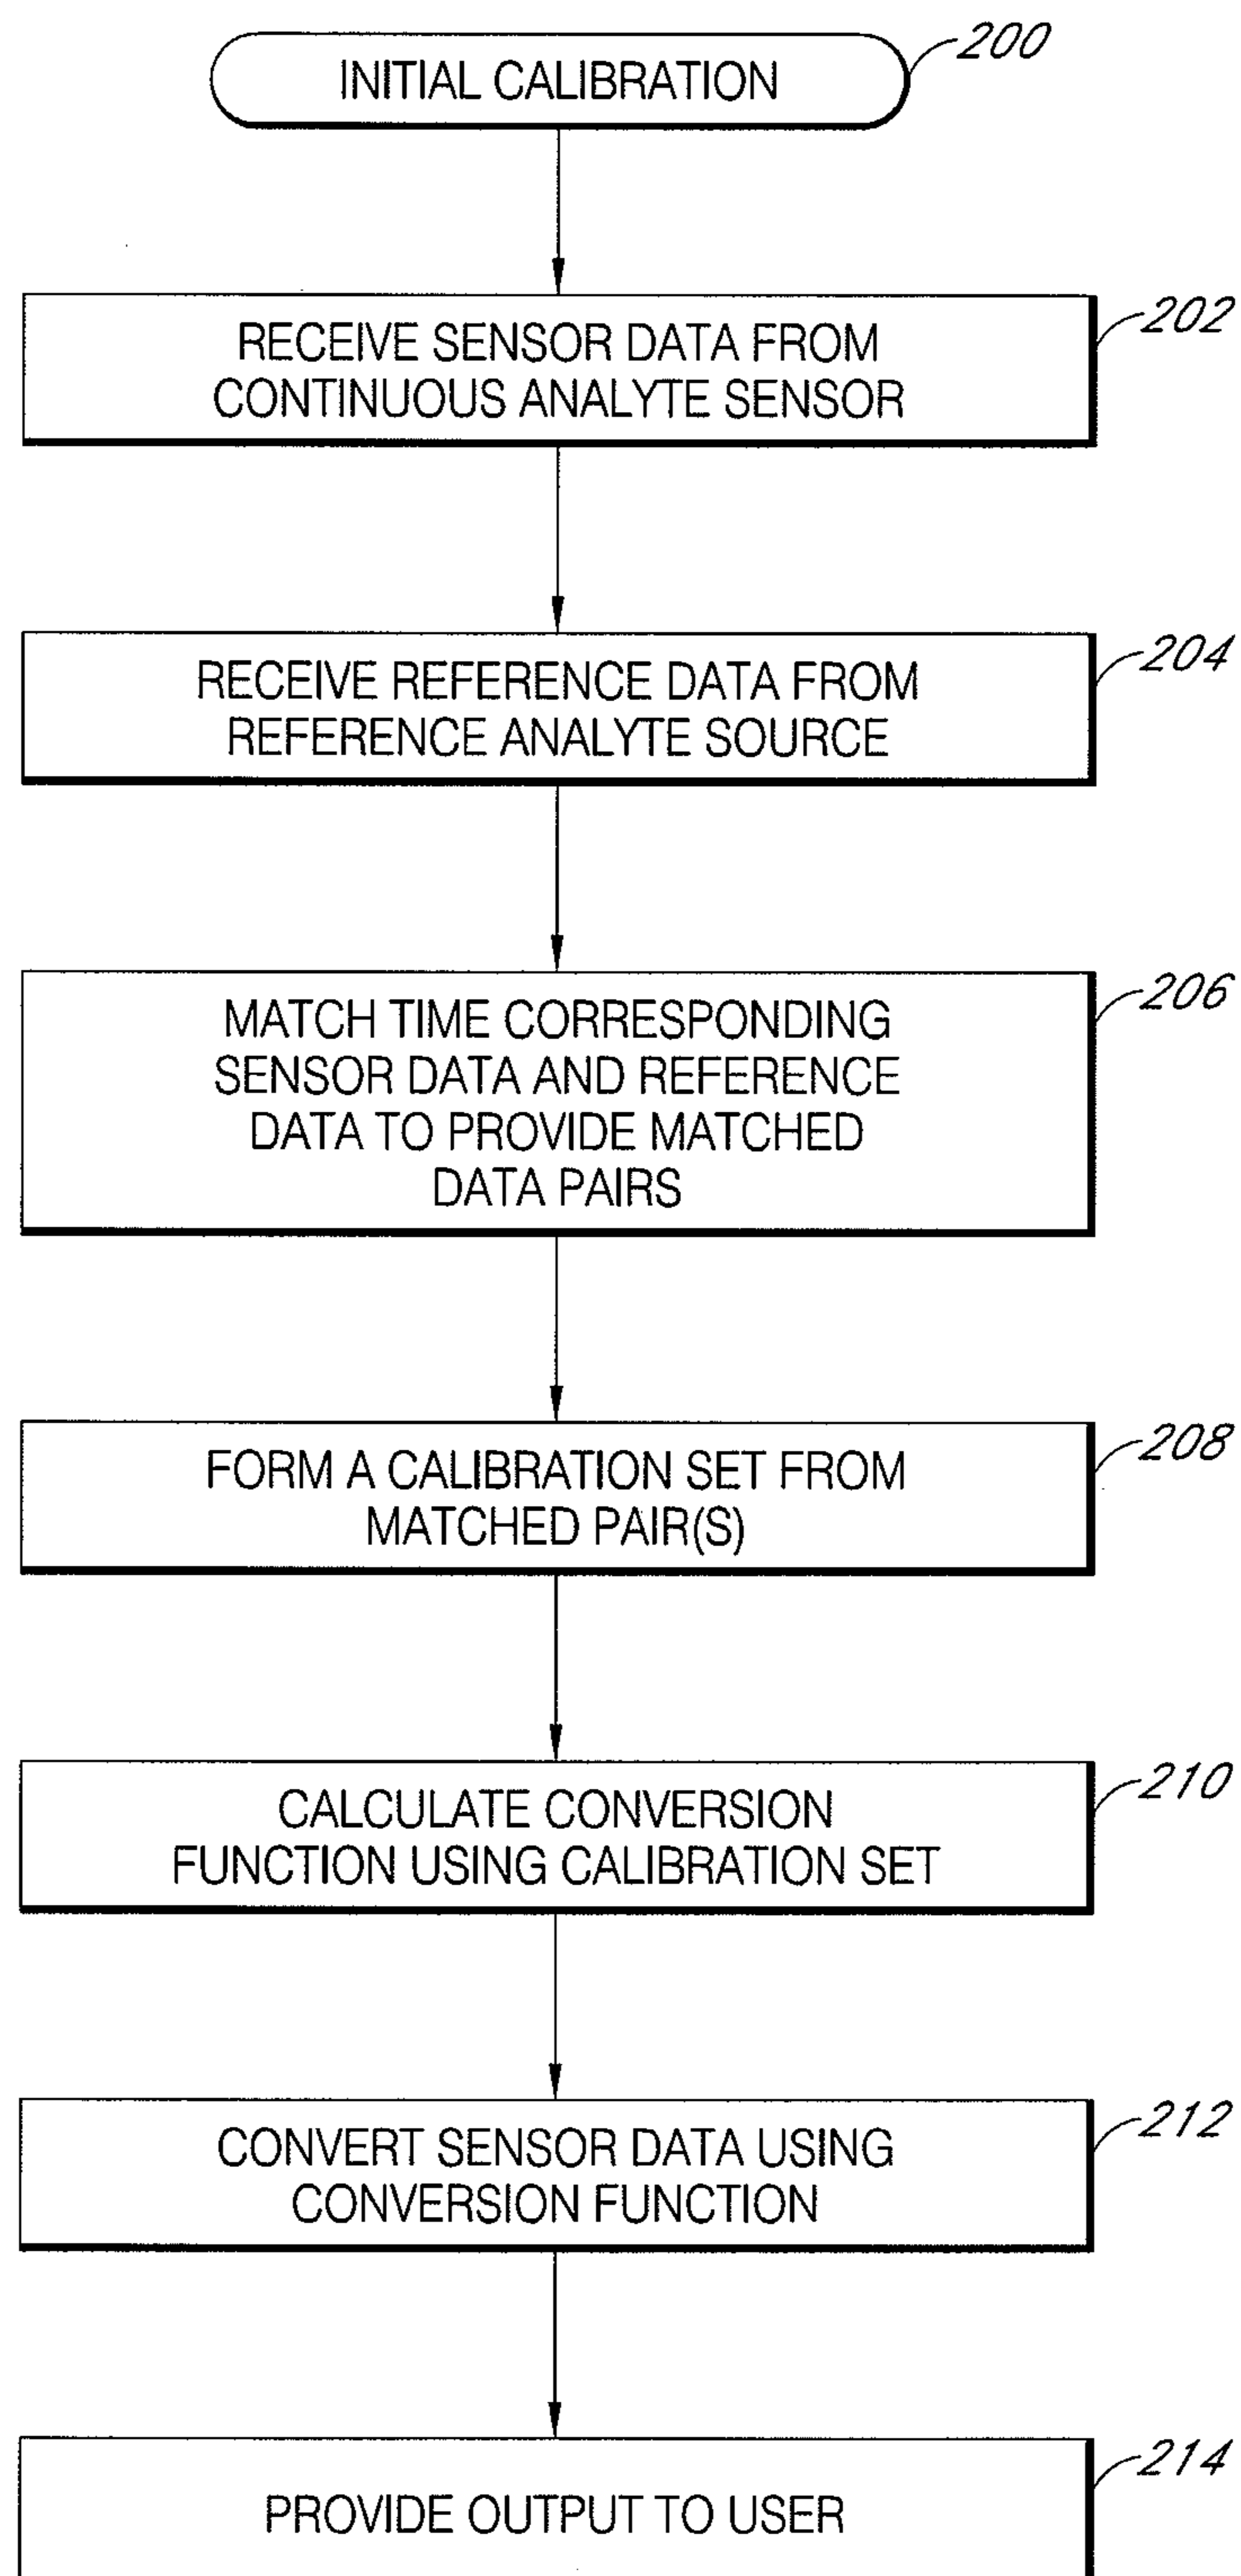 INITIAL CALIBRATION
200
RECEIVE SENSOR DATA FROM
CONTINUOUS ANALYTE SENSOR
202
RECEIVE REFERENCE DATA FROM
REFERENCE ANALYTE SOURCE
204
MATCH TIME CORRESPONDING
SENSOR DATA AND REFERENCE
DATA TO PROVIDE MATCHED
DATA PAIRS
206
FORM A CALIBRATION SET FROM
MATCHED PAIR(S)
208
CALCULATE CONVERSION
FUNCTION USING CALIBRATION SET
210
CONVERT SENSOR DATA USING
CONVERSION FUNCTION
212
PROVIDE OUTPUT TO USER
214